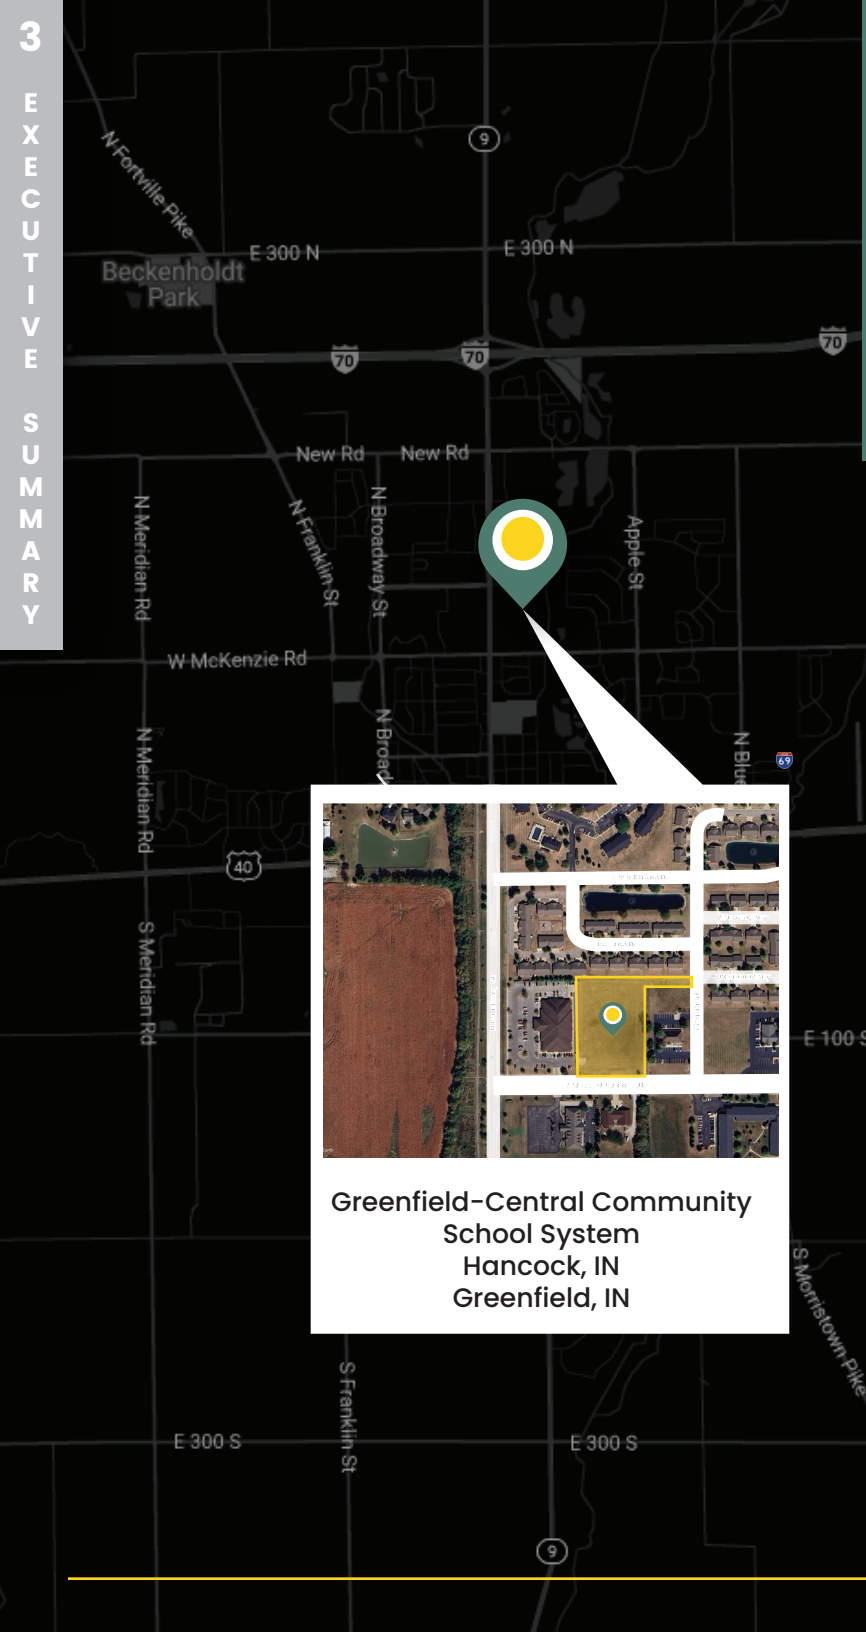 3
EXECUTIVE SUMMARY
9
N Fortville Pike
E 300 N
E 300 N
Beckenholdt
Park
70
70
70
New Rd
New Rd
N Meridian Rd
N Franklin St
N Broadway St
Apple St
W McKenzie Rd
N Meridian Rd
N Broad
N Blue
69
40
S Meridian Rd
E 100 S
Greenfield-Central Community
School System
Hancock, IN
Greenfield, IN
S Morristown Pike
S Franklin St
E 300 S
E 300 S
9